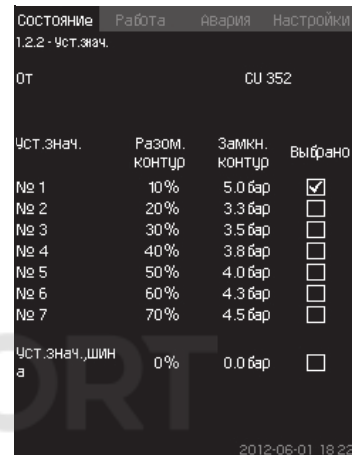 Состояние Работа Авария Настройки
1.2.2 - Уст.знач.
От CU 352
Уст.знач. Разом. контур Замкн. контур Выбрано
№ 1 10% 5.0 бар
№ 2 20% 3.3 бар
№ 3 30% 3.5 бар
№ 4 40% 3.8 бар
№ 5 50% 4.0 бар
№ 6 60% 4.3 бар
№ 7 70% 4.5 бар
Уст.знач.,шин
а 0% 0.0 бар
2012-06-01 18:22